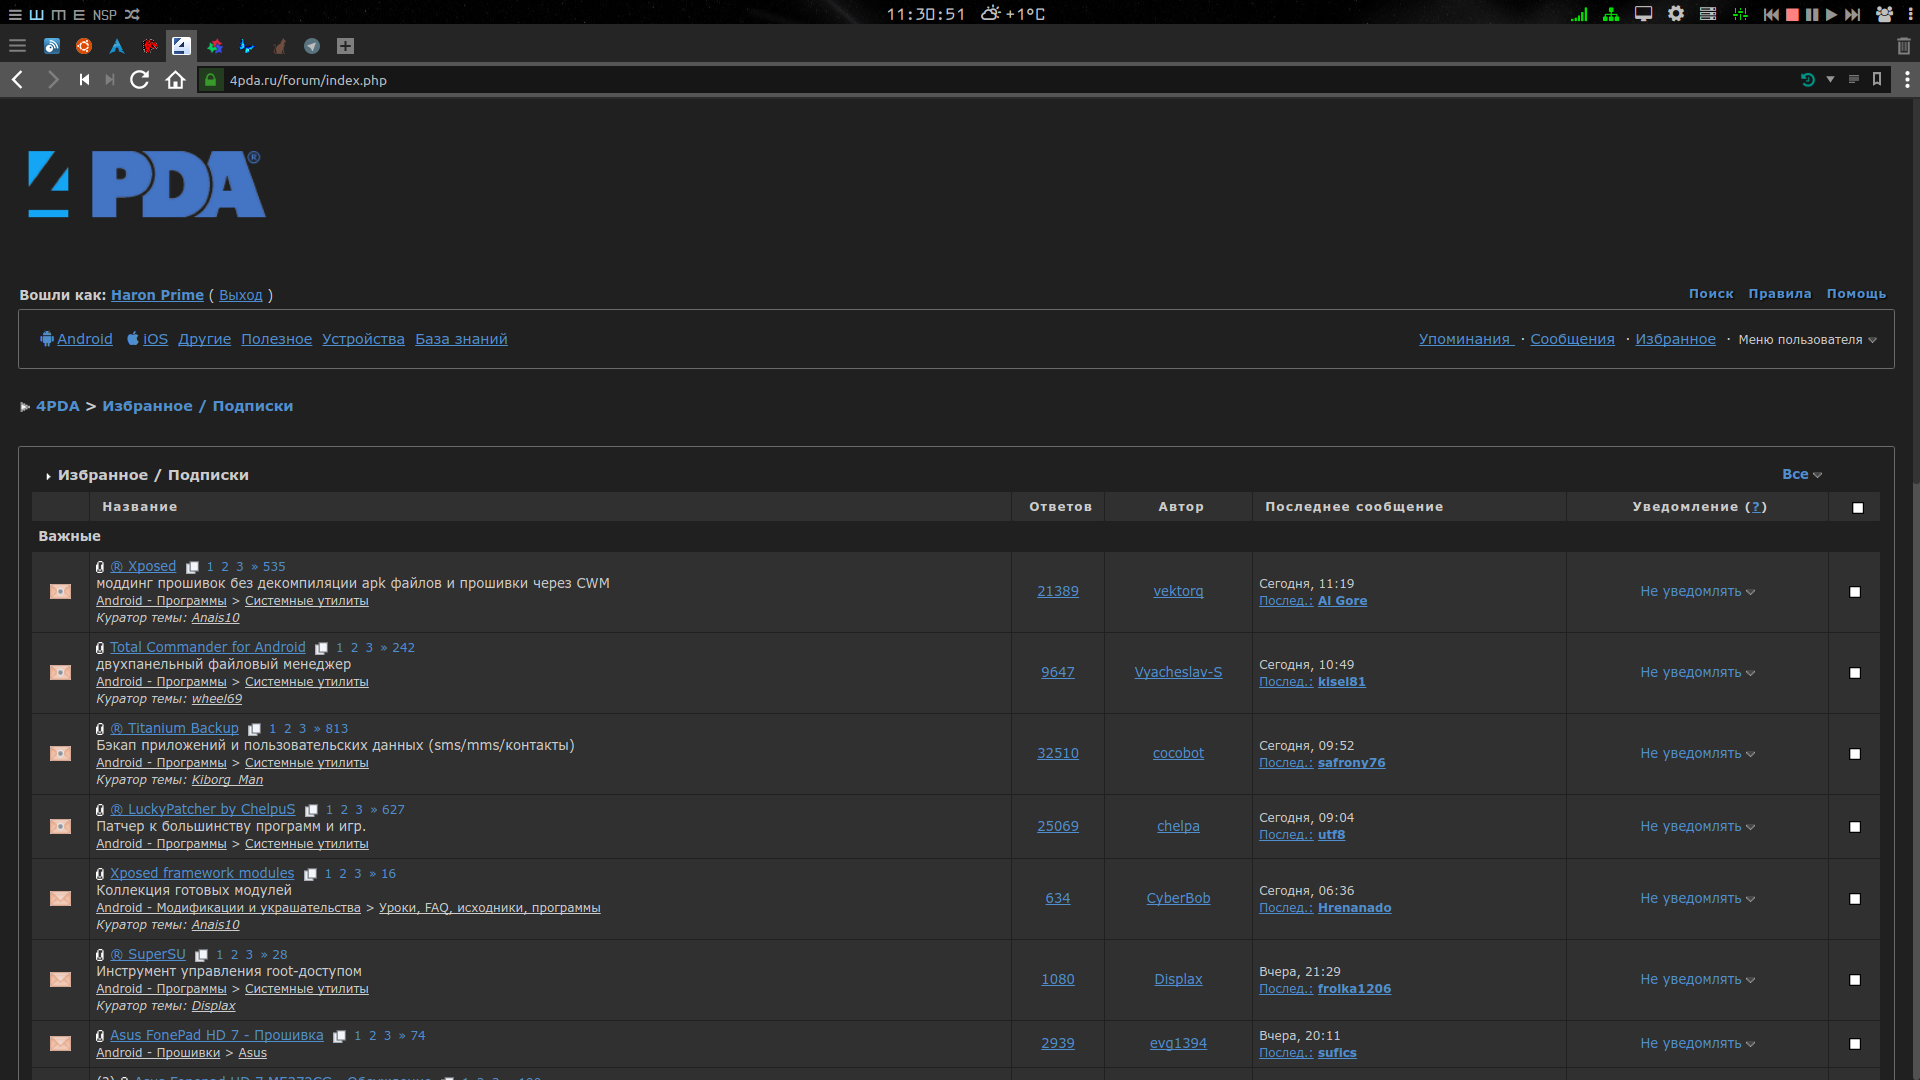 NSP 11:30:51 +1°C
4pda.ru/forum/index.php
4 PDA®
Вошли как: Haron Prime ( Выход ) Поиск Правила Помощь
Android iOS Другие Полезное Устройства База знаний Упоминания · Сообщения · Избранное · Меню пользователя
4PDA > Избранное / Подписки
Избранное / Подписки Все
Название Ответов Автор Последнее сообщение Уведомление (?)
Важные
® Xposed 1 2 3 » 535
моддинг прошивок без декомпиляции apk файлов и прошивки через CWM
Android - Программы > Системные утилиты
Куратор темы: Anais10
21389 vektorq
Сегодня, 11:19
Послед.: Al Gore
Не уведомлять
Total Commander for Android 1 2 3 » 242
двухпанельный файловый менеджер
Android - Программы > Системные утилиты
Куратор темы: wheel69
9647 Vyacheslav-S
Сегодня, 10:49
Послед.: kisel81
Не уведомлять
® Titanium Backup 1 2 3 » 813
Бэкап приложений и пользовательских данных (sms/mms/контакты)
Android - Программы > Системные утилиты
Куратор темы: Kiborg_Man
32510 cocobot
Сегодня, 09:52
Послед.: safrony76
Не уведомлять
® LuckyPatcher by ChelpuS 1 2 3 » 627
Патчер к большинству программ и игр.
Android - Программы > Системные утилиты
25069 chelpa
Сегодня, 09:04
Послед.: utf8
Не уведомлять
Xposed framework modules 1 2 3 » 16
Коллекция готовых модулей
Android - Модификации и украшательства > Уроки, FAQ, исходники, программы
Куратор темы: Anais10
634 CyberBob
Сегодня, 06:36
Послед.: Hrenanado
Не уведомлять
® SuperSU 1 2 3 » 28
Инструмент управления root-доступом
Android - Программы > Системные утилиты
Куратор темы: Displax
1080 Displax
Вчера, 21:29
Послед.: frolka1206
Не уведомлять
Asus FonePad HD 7 - Прошивка 1 2 3 » 74
Android - Прошивки > Asus
2939 evg1394
Вчера, 20:11
Послед.: sufics
Не уведомлять